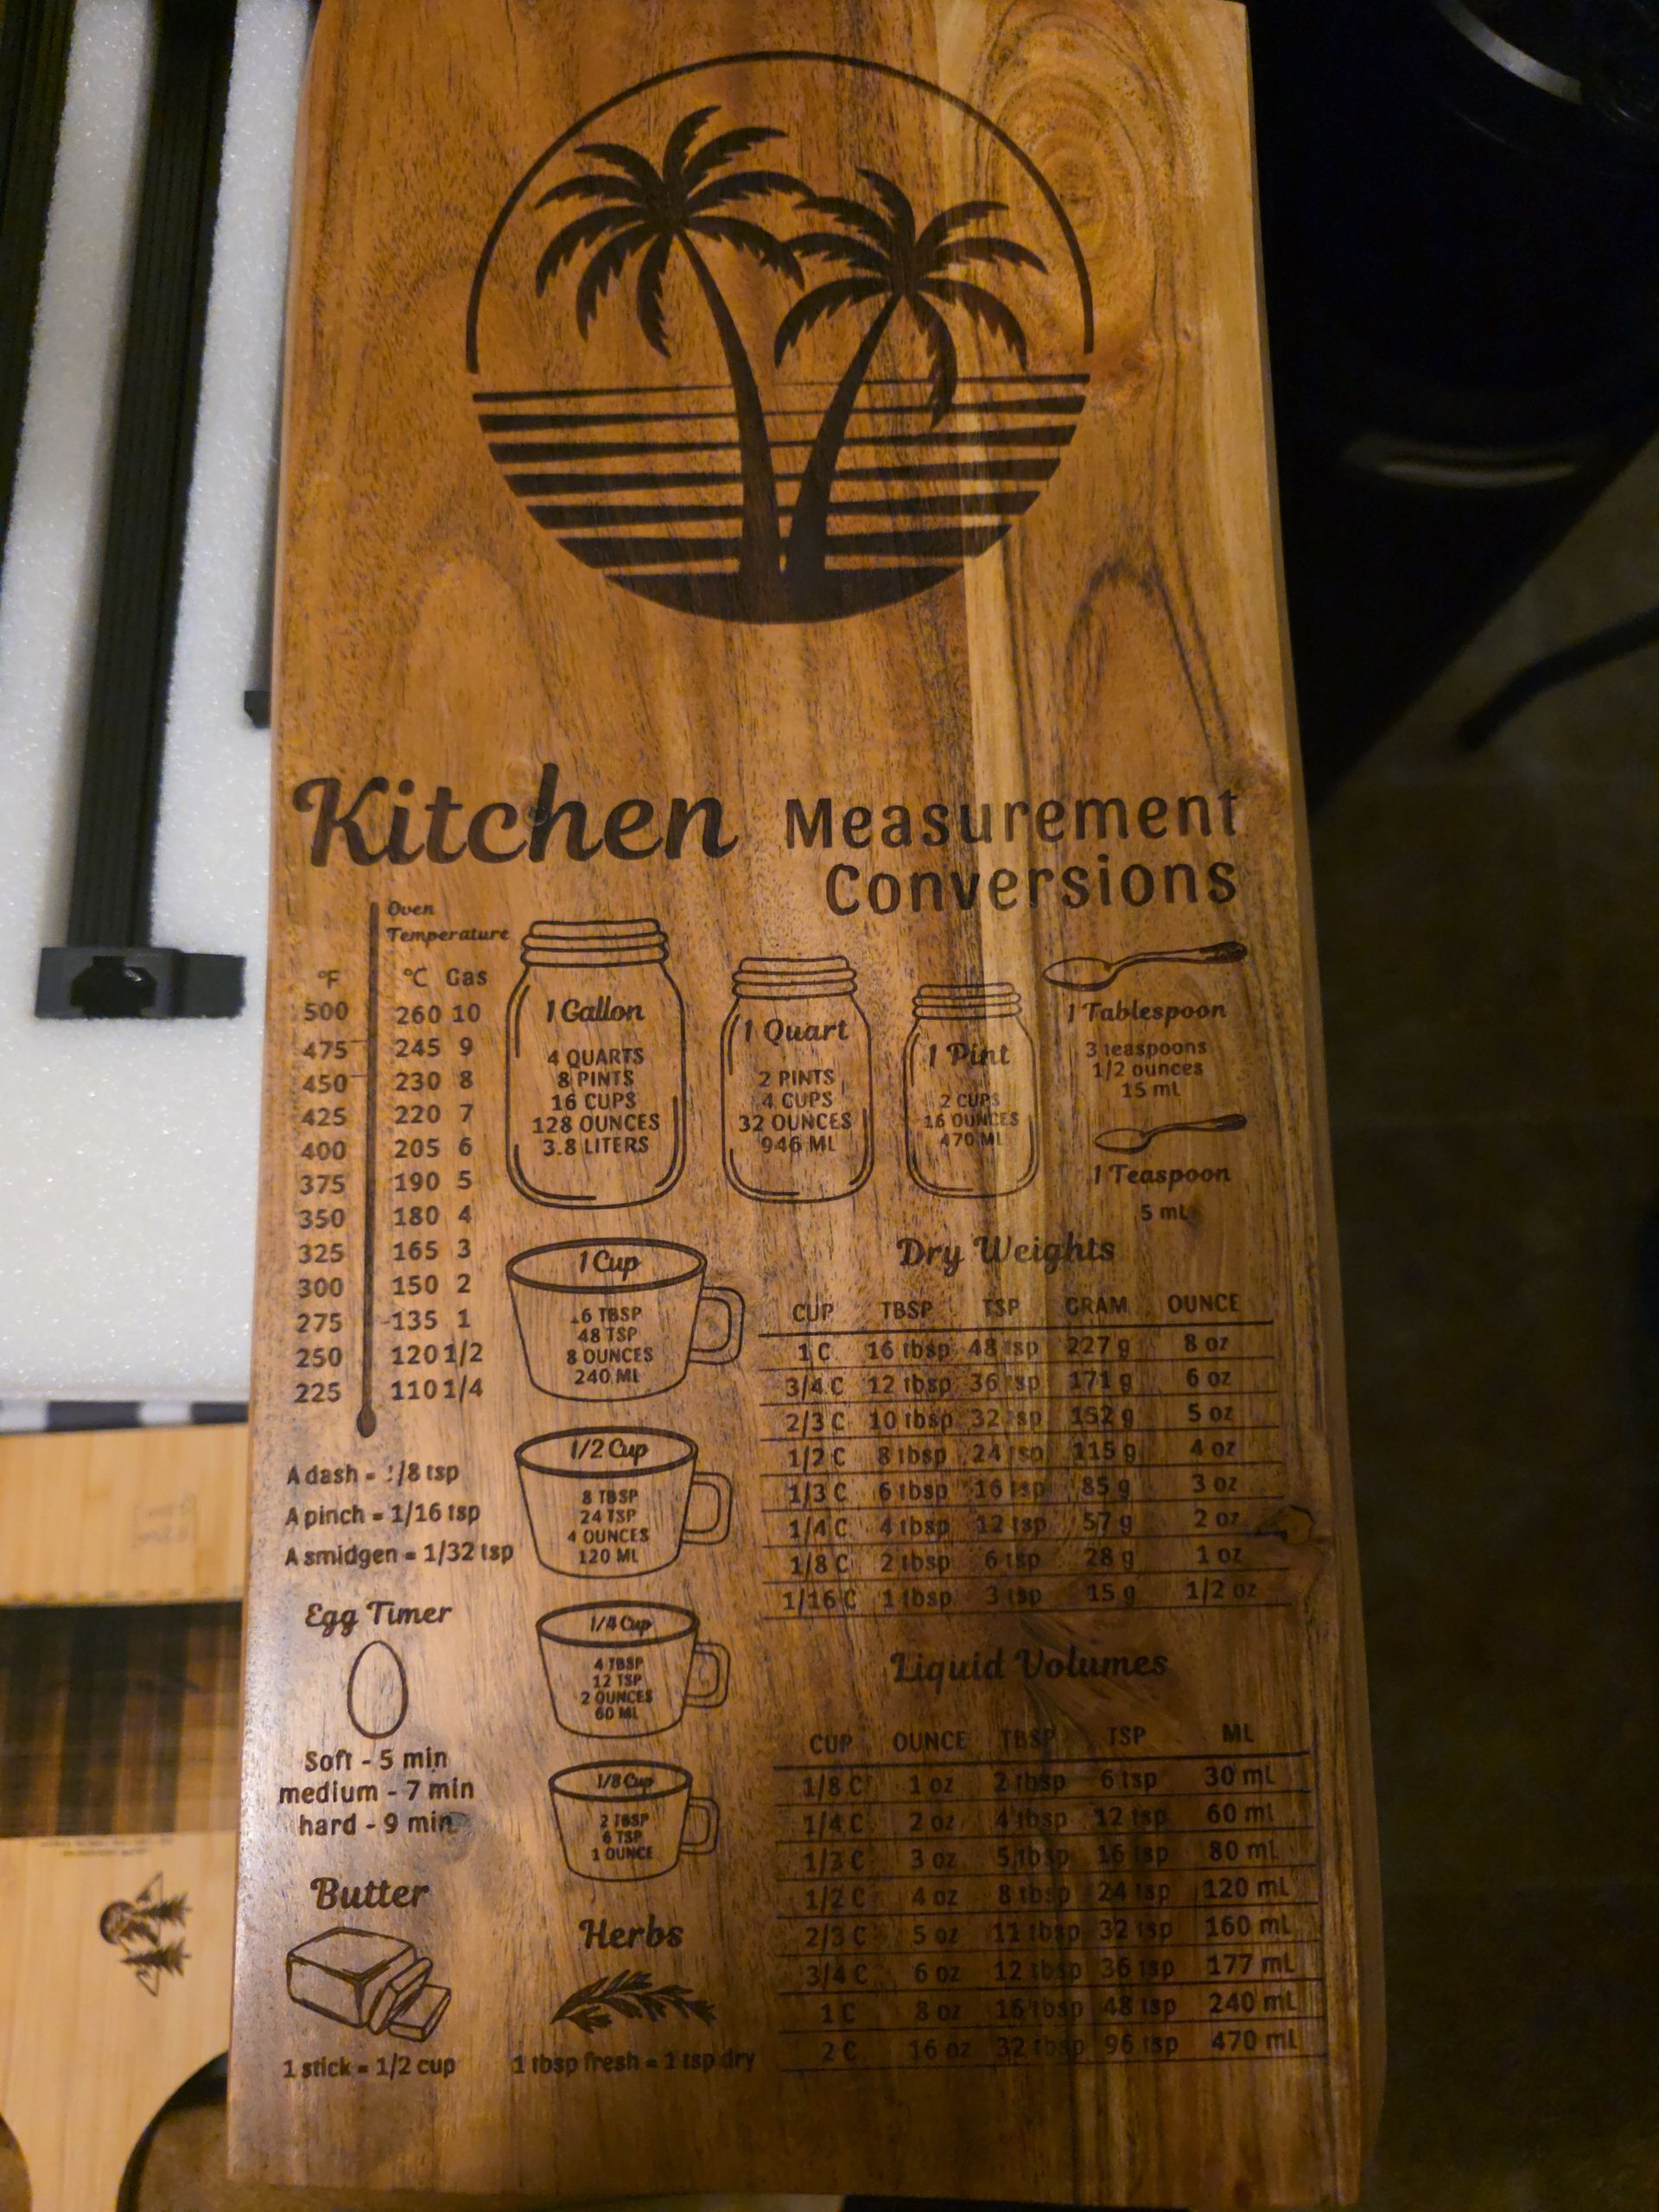 Kitchen Measurement
Conversions
Oven
Temperature
°F °C Gas
500 260 10
475 245 9
450 230 8
425 220 7
400 205 6
375 190 5
350 180 4
325 165 3
300 150 2
275 135 1
250 120 1/2
225 110 1/4
1 Gallon
4 QUARTS
8 PINTS
16 CUPS
128 OUNCES
3.8 LITERS
1 Quart
2 PINTS
4 CUPS
32 OUNCES
946 ML
1 Pint
2 CUPS
16 OUNCES
470 ML
1 Tablespoon
3 teaspoons
1/2 ounces
15 mL
1 Teaspoon
5 mL
1 Cup
16 TBSP
48 TSP
8 OUNCES
240 ML
1/2 Cup
8 TBSP
24 TSP
4 OUNCES
120 ML
1/4 Cup
4 TBSP
12 TSP
2 OUNCES
60 ML
1/8 Cup
2 TBSP
6 TSP
1 OUNCE
Dry Weights
CUP TBSP TSP GRAM OUNCE
1 C 16 tbsp 48 tsp 227 g 8 oz
3/4 C 12 tbsp 36 tsp 171 g 6 oz
2/3 C 10 tbsp 32 tsp 152 g 5 oz
1/2 C 8 tbsp 24 tsp 115 g 4 oz
1/3 C 6 tbsp 16 tsp 85 g 3 oz
1/4 C 4 tbsp 12 tsp 57 g 2 oz
1/8 C 2 tbsp 6 tsp 28 g 1 oz
1/16 C 1 tbsp 3 tsp 15 g 1/2 oz
A dash = 1/8 tsp
A pinch = 1/16 tsp
A smidgen = 1/32 tsp
Egg Timer
Soft - 5 min
medium - 7 min
hard - 9 min
Butter
1 stick = 1/2 cup
Herbs
1 tbsp fresh = 1 tsp dry
Liquid Volumes
CUP OUNCE TBSP TSP ML
1/8 C 1 oz 2 tbsp 6 tsp 30 mL
1/4 C 2 oz 4 tbsp 12 tsp 60 mL
1/3 C 3 oz 5 tbsp 16 tsp 80 mL
1/2 C 4 oz 8 tbsp 24 tsp 120 mL
2/3 C 5 oz 11 tbsp 32 tsp 160 mL
3/4 C 6 oz 12 tbsp 36 tsp 177 mL
1 C 8 oz 16 tbsp 48 tsp 240 mL
2 C 16 oz 32 tbsp 96 tsp 470 mL